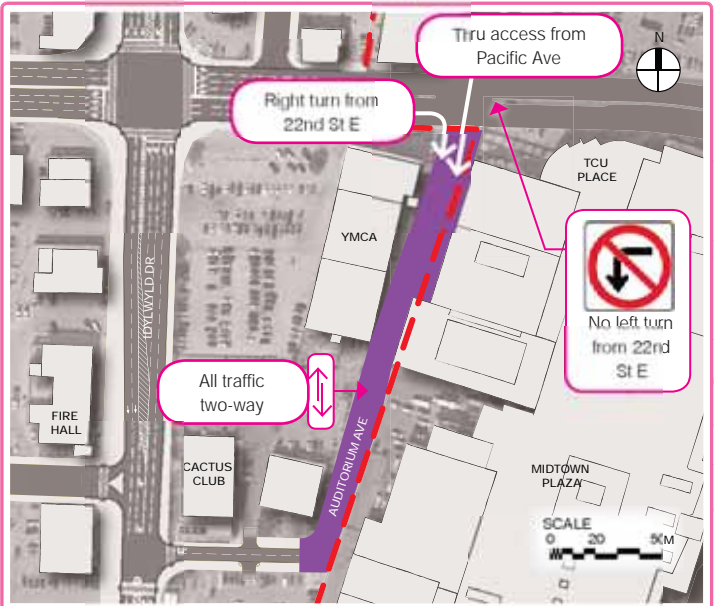 Thru access from
Pacific Ave
N
Right turn from
22nd St E
TCU
PLACE
YMCA
IDYLWYLD DR
No left turn
from 22nd
St E
All traffic
two-way
FIRE
HALL
AUDITORIUM AVE
CACTUS
CLUB
MIDTOWN
PLAZA
SCALE
0 20 50M